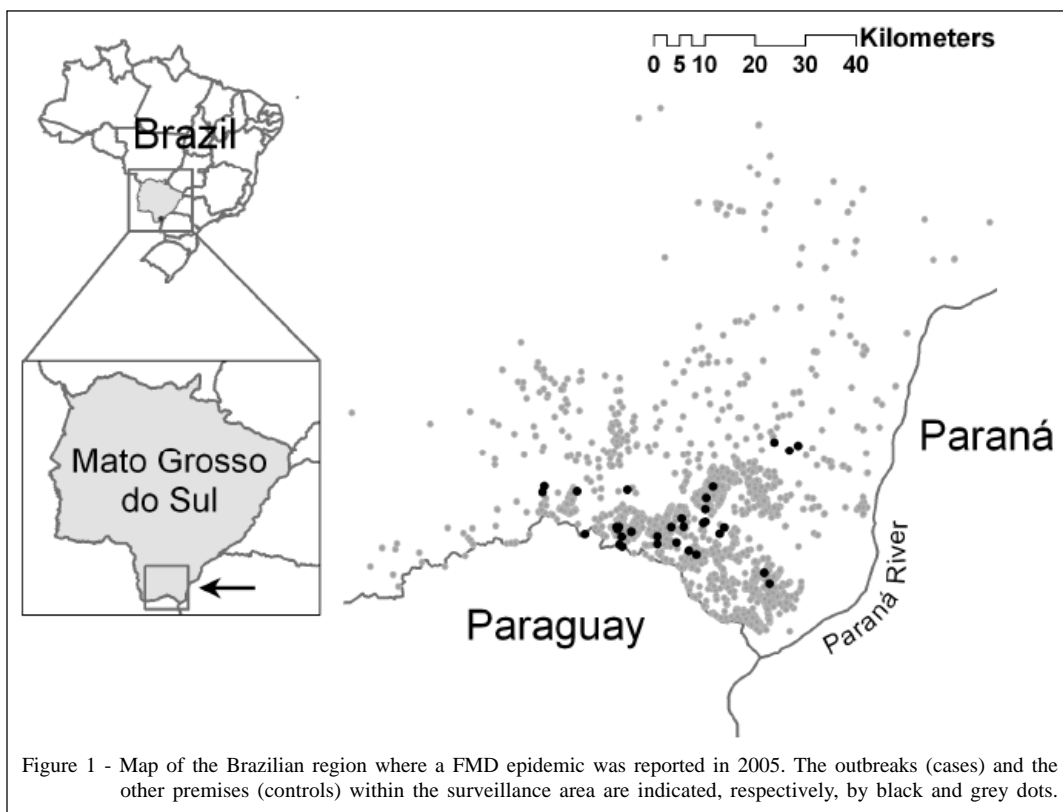 Kilometers
0 5 10 20 30 40
Brazil
Mato Grosso
do Sul
Paraná
Paraná River
Paraguay
Figure 1 - Map of the Brazilian region where a FMD epidemic was reported in 2005. The outbreaks (cases) and the
other premises (controls) within the surveillance area are indicated, respectively, by black and grey dots.